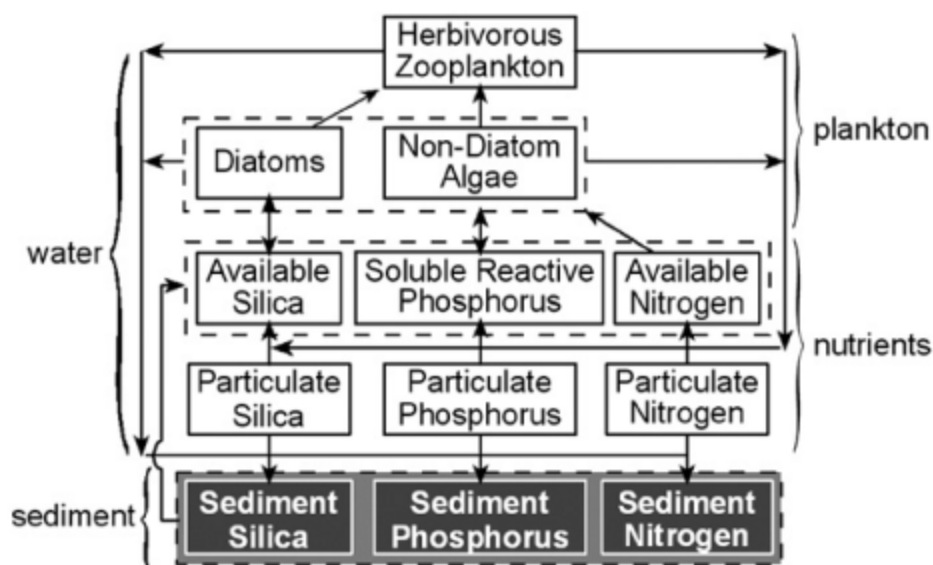 Herbivorous
Zooplankton
plankton
Diatoms
Non-Diatom
Algae
water
Available
Silica
Soluble Reactive
Phosphorus
Available
Nitrogen
nutrients
Particulate
Silica
Particulate
Phosphorus
Particulate
Nitrogen
sediment
Sediment
Silica
Sediment
Phosphorus
Sediment
Nitrogen